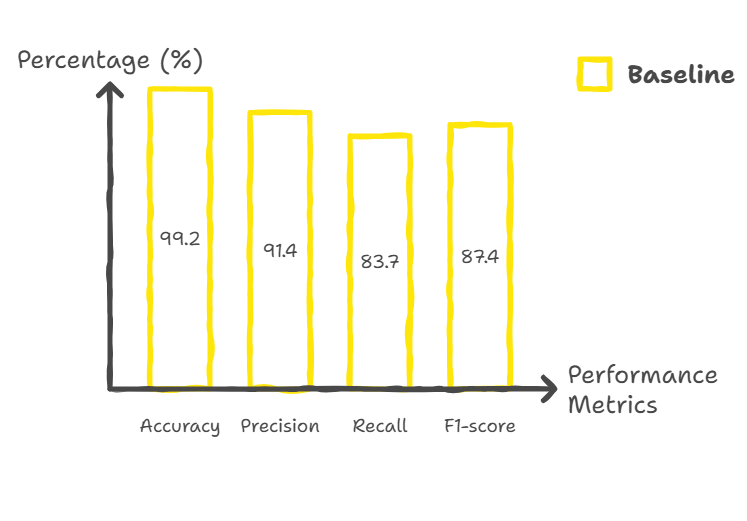 Percentage (%)
Baseline
99.2
91.4
83.7
87.4
Performance
Metrics
Accuracy
Precision
Recall
F1-score